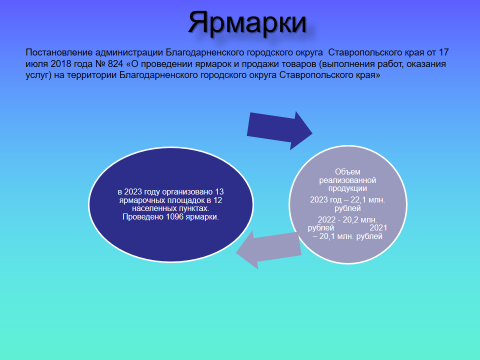 Ярмарки
Постановление администрации Благодарненского городского округа Ставропольского края от 17
июля 2018 года № 824 «О проведении ярмарок и продажи товаров (выполнения работ, оказания
услуг) на территории Благодарненского городского округа Ставропольского края»
в 2023 году организовано 13
ярмарочных площадок в 12
населенных пунктах.
Проведено 1096 ярмарки.
Объем
реализованной
продукции
2023 год – 22,1 млн.
рублей
2022 - 20,2 млн.
рублей 2021
– 20,1 млн. рублей